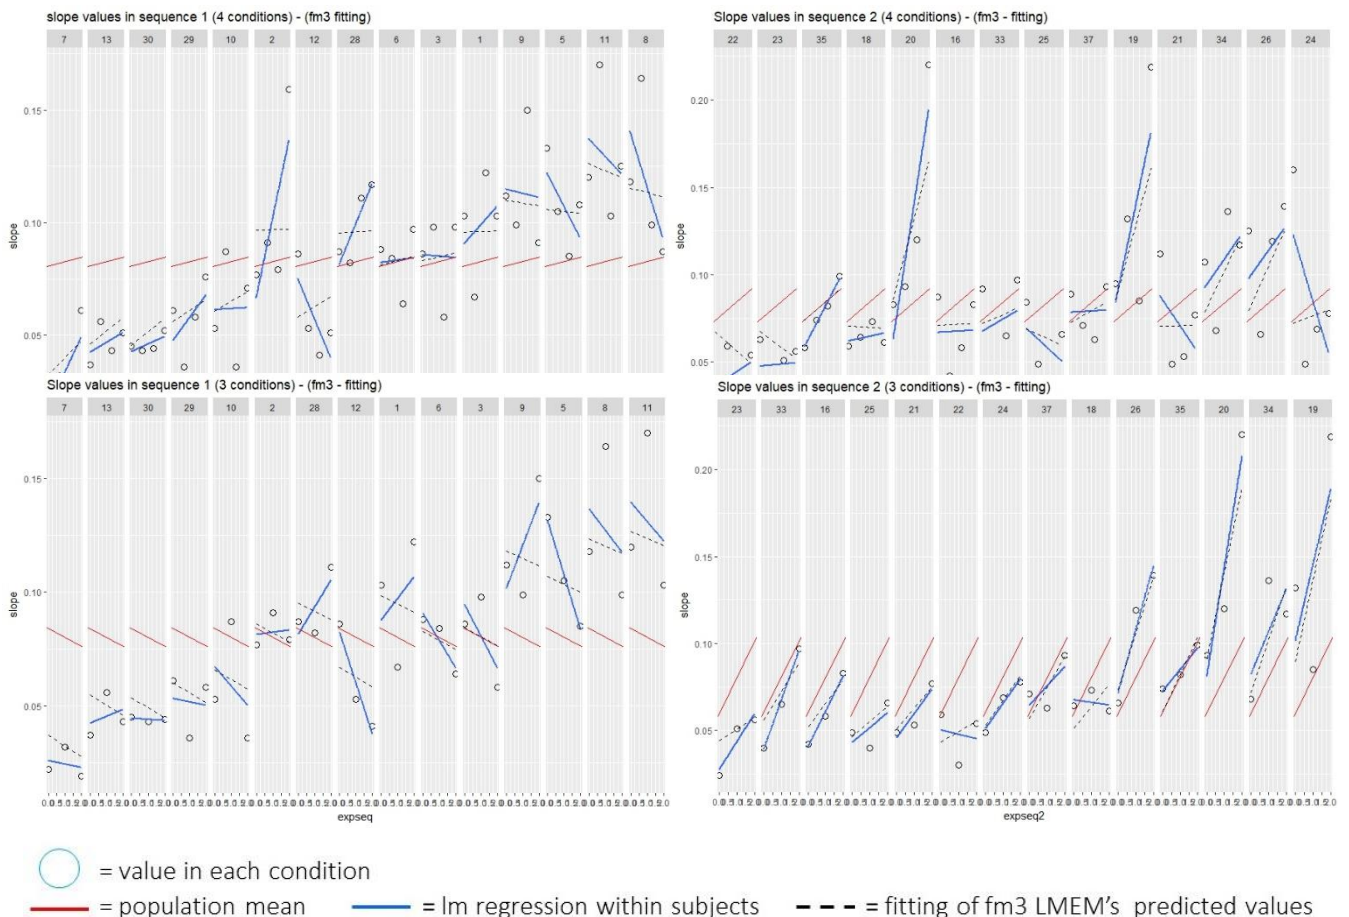 slope values in sequence 1 (4 conditions) - (fm3 fitting)
7 13 30 29 10 2 12 28 6 3 1 9 5 11 8
0.15
0.10
0.05
slope
Slope values in sequence 2 (4 conditions) - (fm3 - fitting)
22 23 35 18 20 16 33 25 37 19 21 34 26 24
0.20
0.15
0.10
0.05
slope
Slope values in sequence 1 (3 conditions) - (fm3 - fitting)
7 13 30 29 10 2 28 12 1 6 3 9 5 8 11
0.15
0.10
0.05
slope
expseq
Slope values in sequence 2 (3 conditions) - (fm3 - fitting)
23 33 16 25 21 22 24 37 18 26 35 20 34 19
0.20
0.15
0.10
0.05
slope
expseq2
= value in each condition
= population mean
= lm regression within subjects
= fitting of fm3 LMEM's predicted values